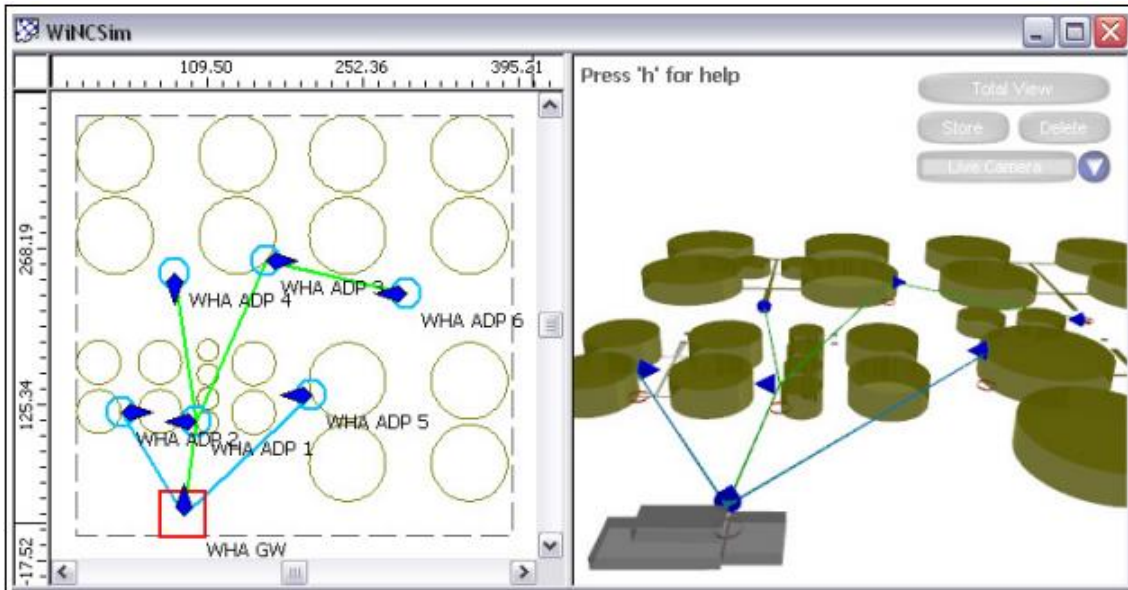 WiNCSim
109.50 252.36 395.21
268.19
125.34
-17.52
WHA ADP 4
WHA ADP 3
WHA ADP 6
WHA ADP 2
WHA ADP 1
WHA ADP 5
WHA GW
Press 'h' for help
Total View
Store Delete
Live Camera